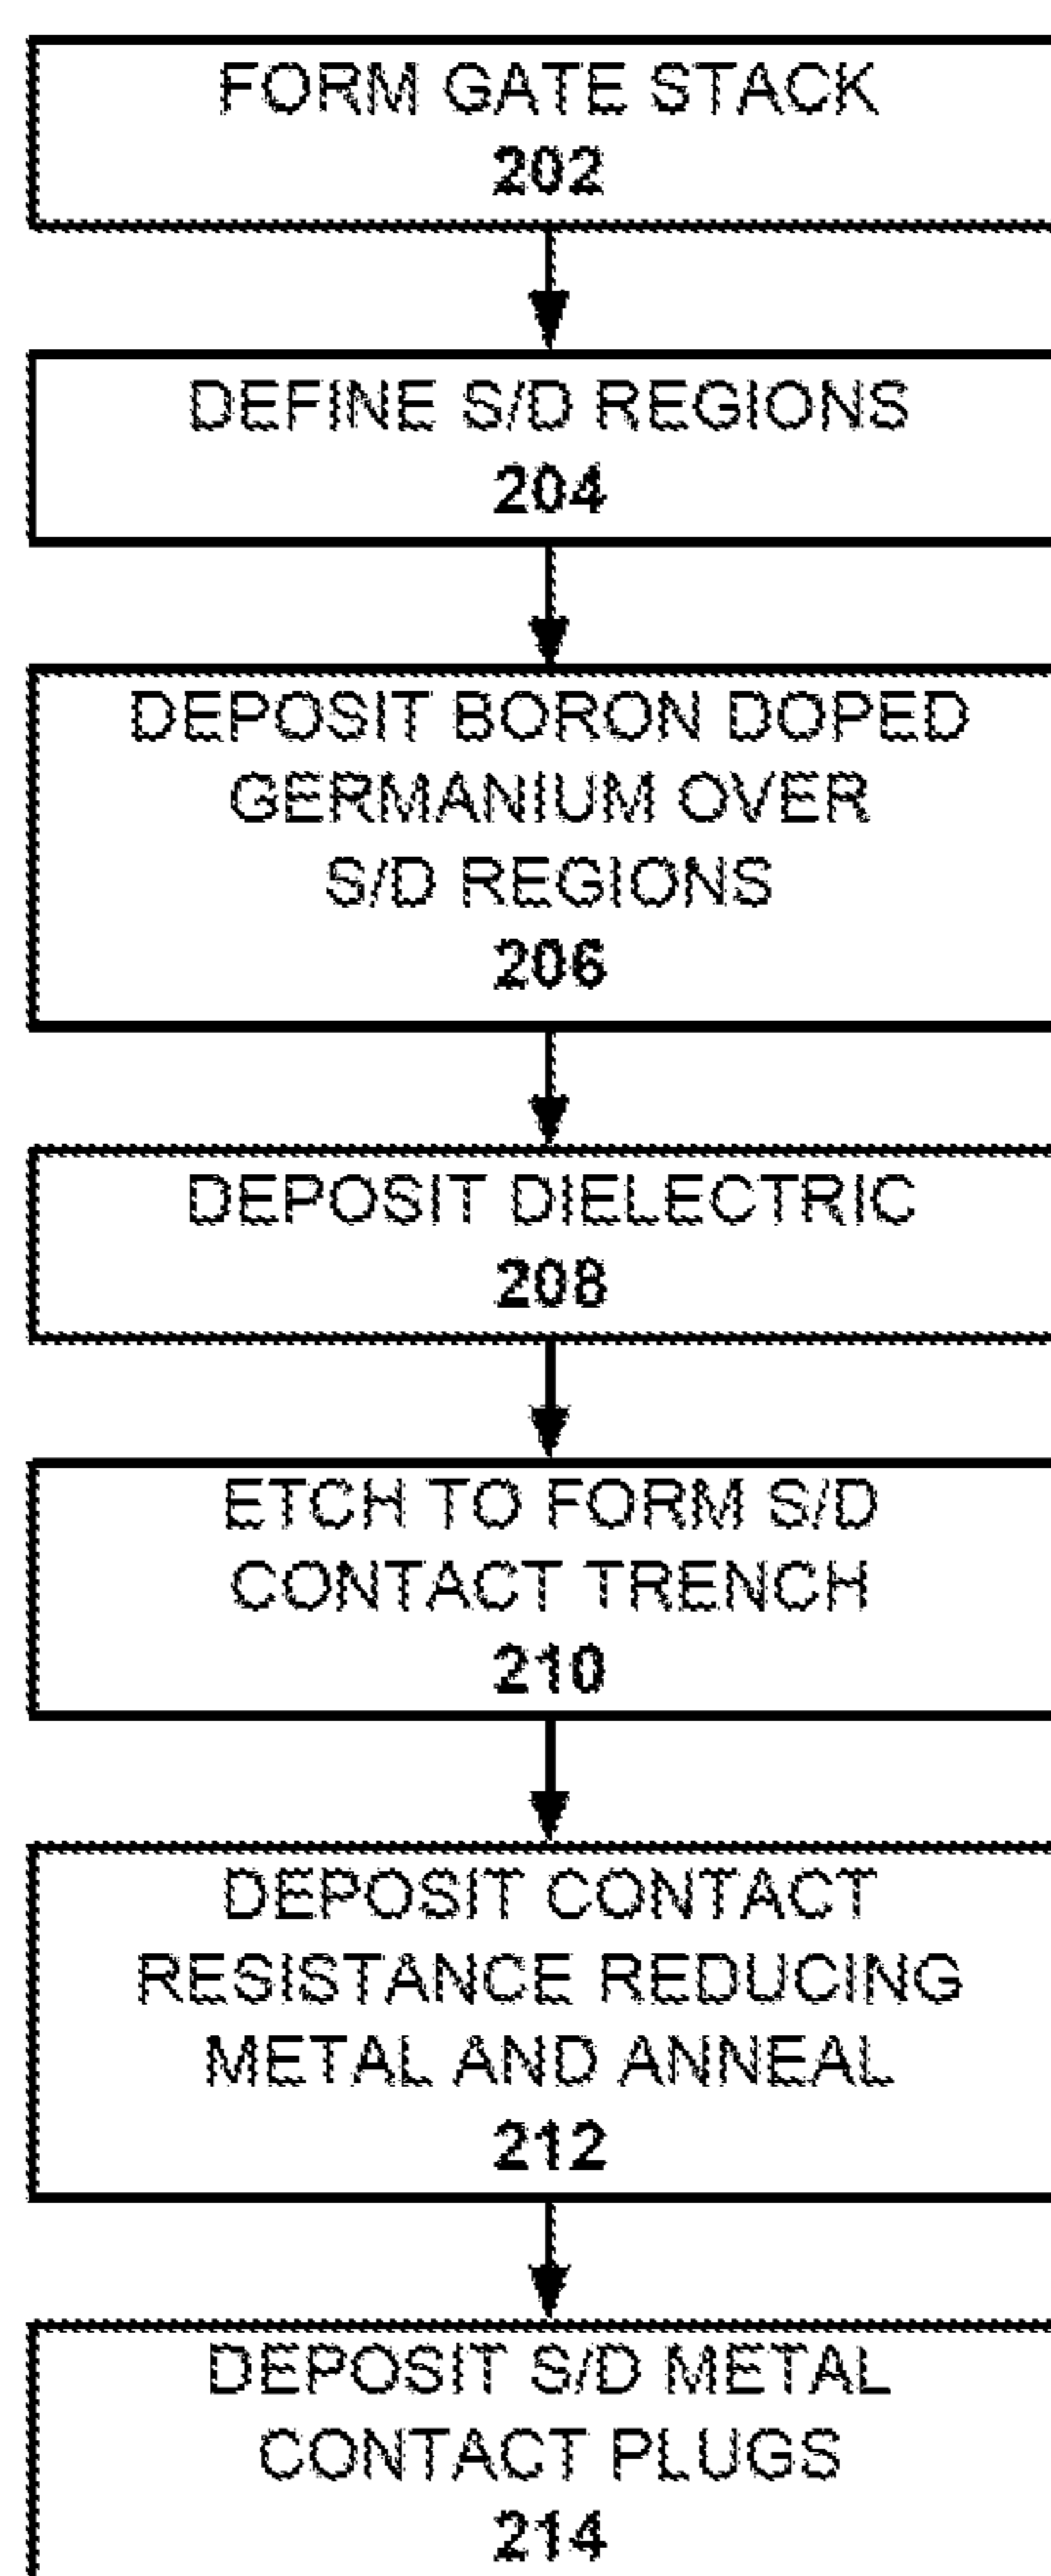 FORM GATE STACK
202
DEFINE S/D REGIONS
204
DEPOSIT BORON DOPED
GERMANIUM OVER
S/D REGIONS
206
DEPOSIT DIELECTRIC
208
ETCH TO FORM S/D
CONTACT TRENCH
210
DEPOSIT CONTACT
RESISTANCE REDUCING
METAL AND ANNEAL
212
DEPOSIT S/D METAL
CONTACT PLUGS
214